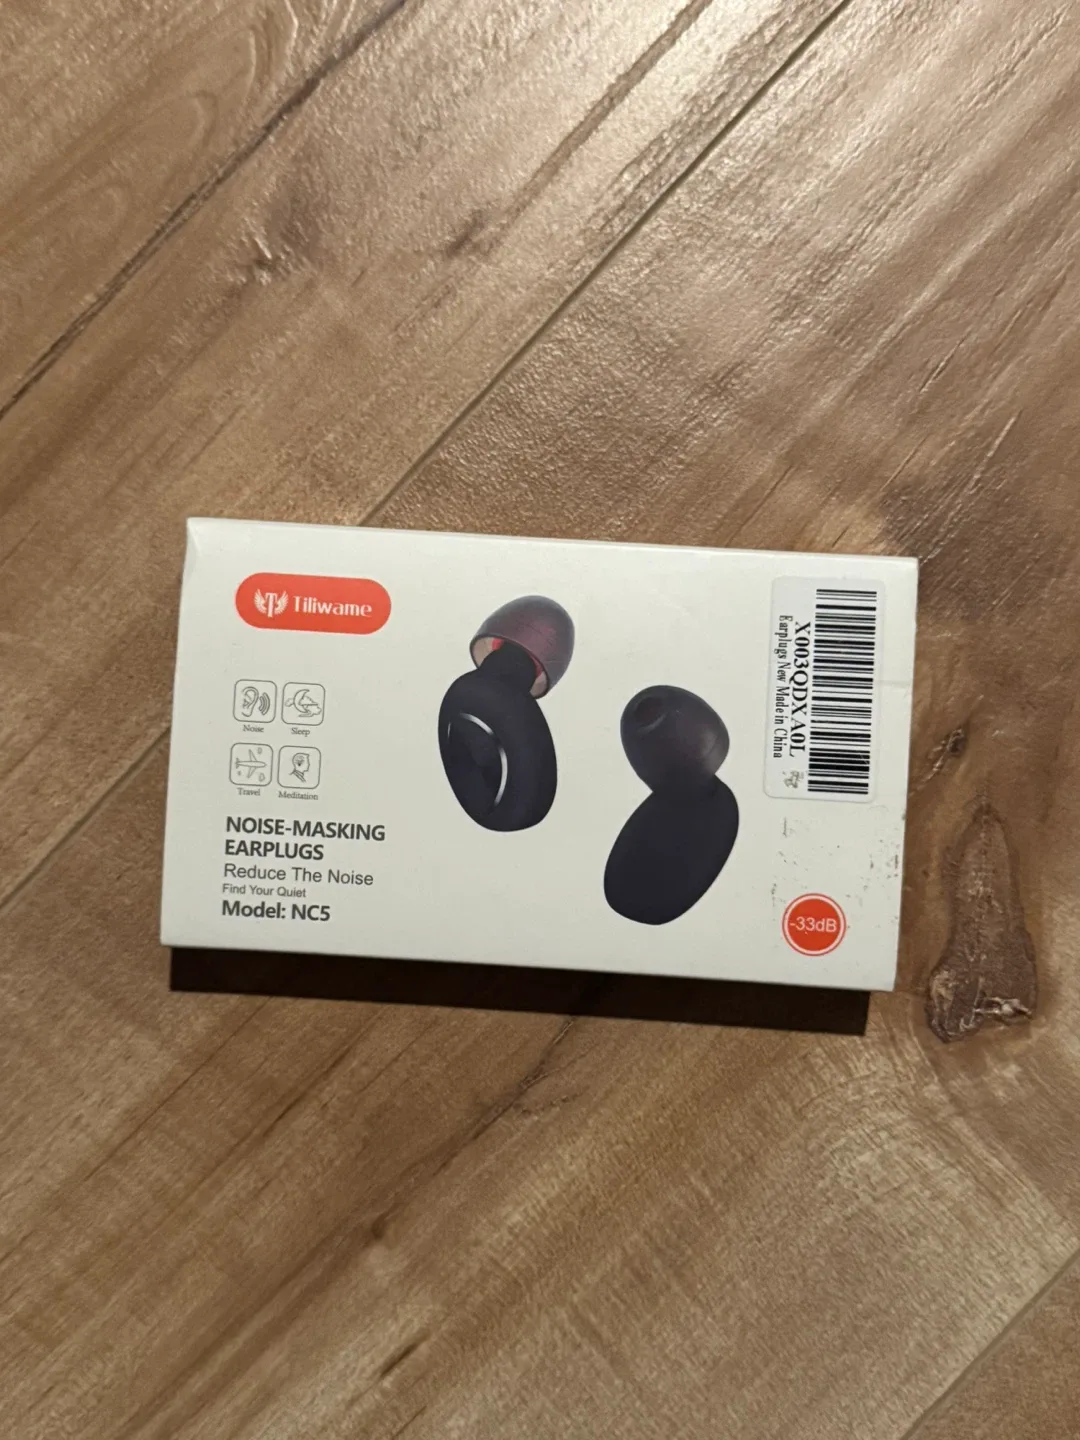 Tiliwame
Noise
Sleep
Travel
Meditation
NOISE-MASKING
EARPLUGS
Reduce The Noise
Find Your Quiet
Model: NC5
X003QDXA0L
Earplugs New Made in China
-33dB